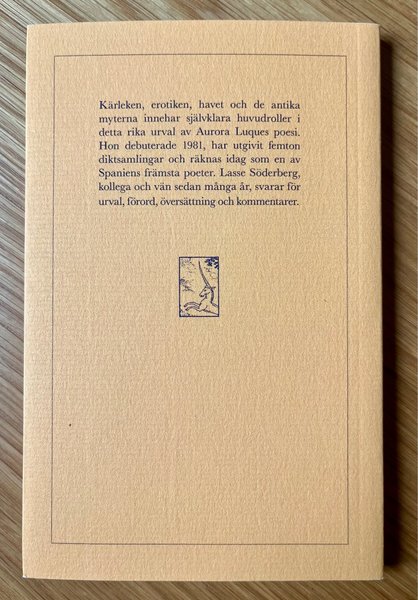 Kärleken, erotiken, havet och de antika
myterna innehar självklara huvudroller i
detta rika urval av Aurora Luques poesi.
Hon debuterade 1981, har utgivit femton
diktsamlingar och räknas idag som en av
Spaniens främsta poeter. Lasse Söderberg,
kollega och vän sedan många år, svarar för
urval, förord, översättning och kommentarer.